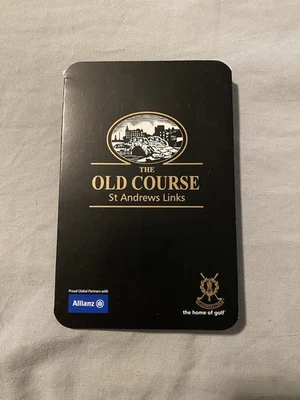 THE
OLD COURSE
St Andrews Links
Proud Global Partners with
Allianz
the home of golf